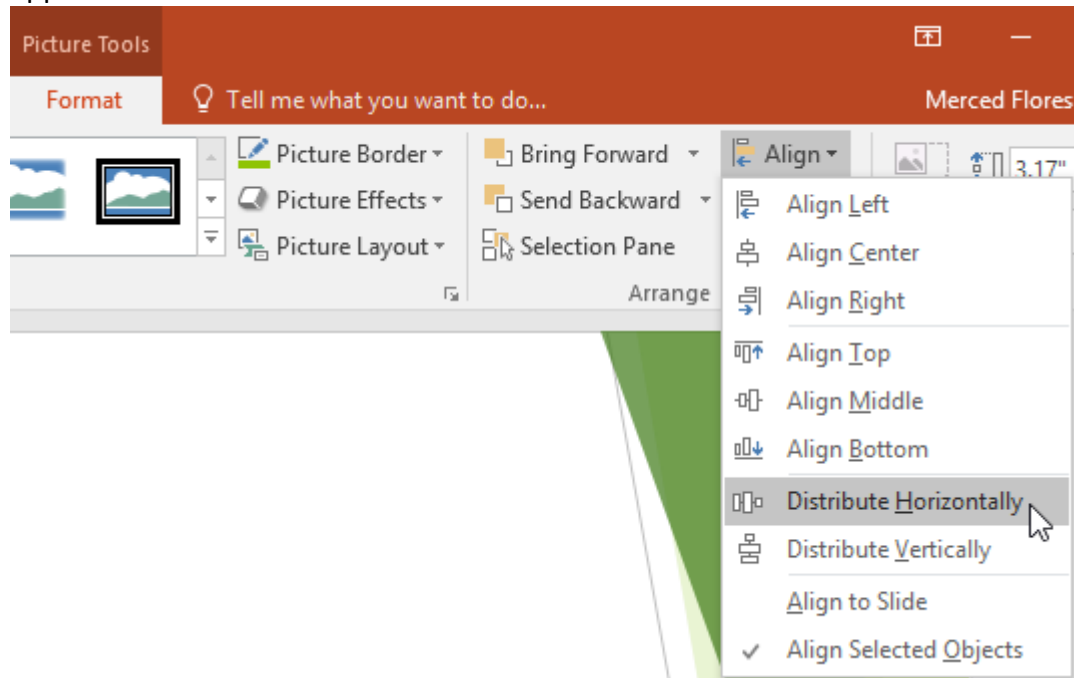 Picture Tools
Format
Tell me what you want to do...
Merced Flores
Picture Border
Picture Effects
Picture Layout
Bring Forward
Send Backward
Selection Pane
Arrange
Align
3.17"
Align Left
Align Center
Align Right
Align Top
Align Middle
Align Bottom
Distribute Horizontally
Distribute Vertically
Align to Slide
Align Selected Objects